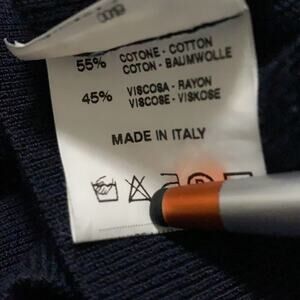 55% COTONE - COTTON
COTON - BAUMWOLLE
45% VISCOSA - RAYON
VISCOSE - VISKOSE
MADE IN ITALY